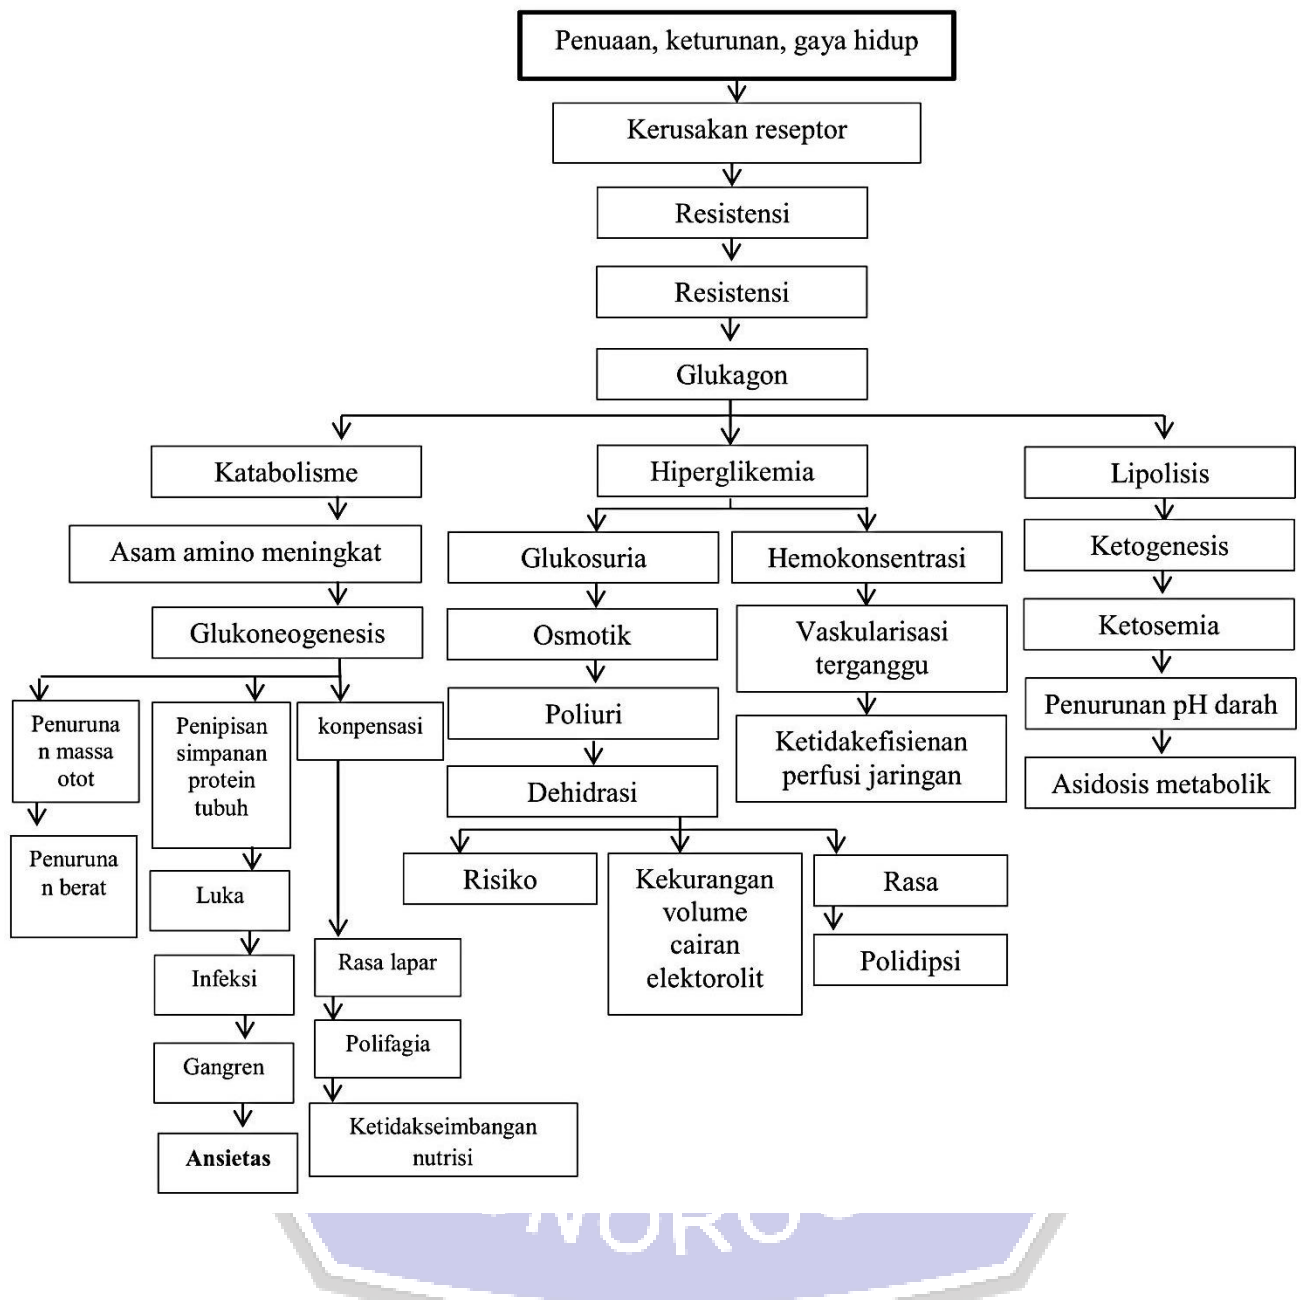 Penuaan, keturunan, gaya hidup
Kerusakan reseptor
Resistensi
Resistensi
Glukagon
Katabolisme
Hiperglikemia
Lipolisis
Asam amino meningkat
Glukosuria
Hemokonsentrasi
Ketogenesis
Glukoneogenesis
Osmotik
Vaskularisasi
terganggu
Ketosemia
Penuruna
n massa
otot
Penipisan
simpanan
protein
tubuh
konpensasi
Poliuri
Ketidakefisienan
perfusi jaringan
Penurunan pH darah
Dehidrasi
Asidosis metabolik
Penuruna
n berat
Luka
Risiko
Kekurangan
volume
cairan
elektorolit
Rasa
Infeksi
Rasa lapar
Polidipsi
Gangren
Polifagia
Ansietas
Ketidakseimbangan
nutrisi
NORO